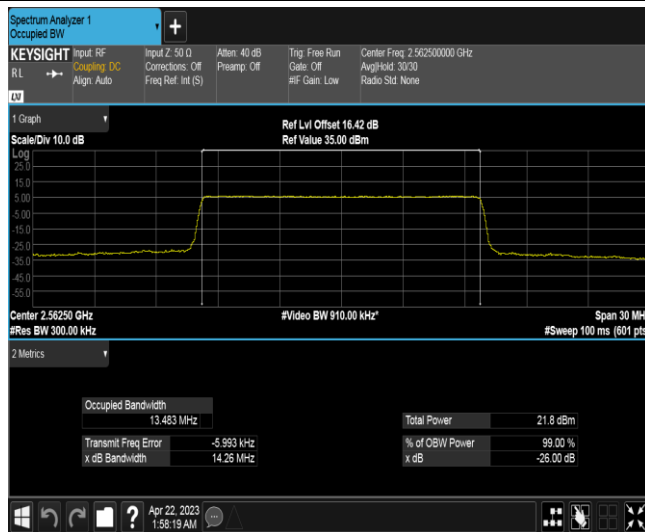 Spectrum Analyzer 1
Occupied BW
KEYSIGHT Input: RF Input Z: 50 Ω Atten: 40 dB Trig: Free Run Center Freq: 2.562500000 GHz
RL Coupling: DC Corrections: Off Preamp: Off Gate: Off Avg|Hold: 30/30
Align: Auto Freq Ref: Int (S) #IF Gain: Low Radio Std: None
LXI
1 Graph
Ref Lvl Offset 16.42 dB
Scale/Div 10.0 dB Ref Value 35.00 dBm
Log
25.0
15.0
5.00
-5.00
-15.0
-25.0
-35.0
-45.0
-55.0
Center 2.56250 GHz #Video BW 910.00 kHz* Span 30 MH
#Res BW 300.00 kHz #Sweep 100 ms (601 pts
2 Metrics
Occupied Bandwidth
13.483 MHz Total Power 21.8 dBm
Transmit Freq Error -5.993 kHz % of OBW Power 99.00 %
x dB Bandwidth 14.26 MHz x dB -26.00 dB
? Apr 22, 2023
1:58:19 AM